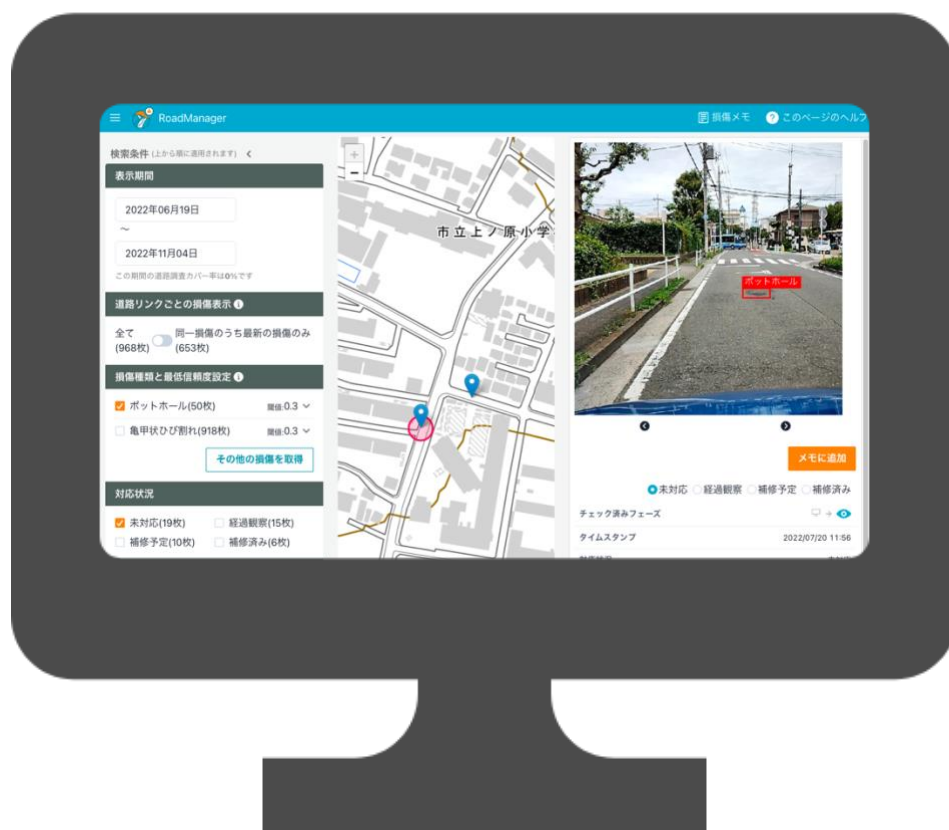 RoadManager
損傷メモ
? このページのヘルプ
検索条件 (上から順に適用されます)
表示期間
2022年06月19日
～
2022年11月04日
この期間の道路調査カバー率は0%です
道路リンクごとの損傷表示
全て
(968枚)
同一損傷のうち最新の損傷のみ
(653枚)
損傷種類と最低信頼度設定
ポットホール(50枚) 閾値:0.3
亀甲状ひび割れ(918枚) 閾値:0.3
その他の損傷を取得
対応状況
未対応(19枚) 経過観察(15枚)
補修予定(10枚) 補修済み(6枚)
+
-
市立上ノ原小学
ポットホール
メモに追加
未対応 経過観察 補修予定 補修済み
チェック済みフェーズ
タイムスタンプ 2022/07/20 11:56